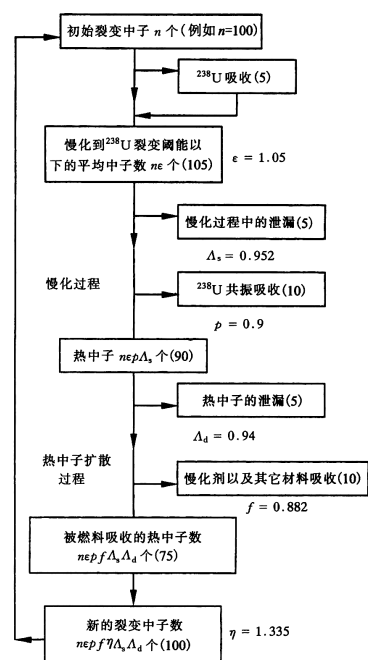 初始裂变中子 n 个(例如n=100)
²³⁸U 吸收(5)
慢化到²³⁸U裂变阈能以
下的平均中子数 nε 个(105)
ε = 1.05
慢化过程中的泄漏(5)
Λs = 0.952
慢化过程
²³⁸U 共振吸收(10)
p = 0.9
热中子 nεpΛs 个(90)
热中子的泄漏(5)
Λd = 0.94
热中子扩散
过程
慢化剂以及其它材料吸收(10)
f = 0.882
被燃料吸收的热中子数
nεpfΛsΛd 个(75)
新的裂变中子数
nεpfηΛsΛd 个(100)
η = 1.335